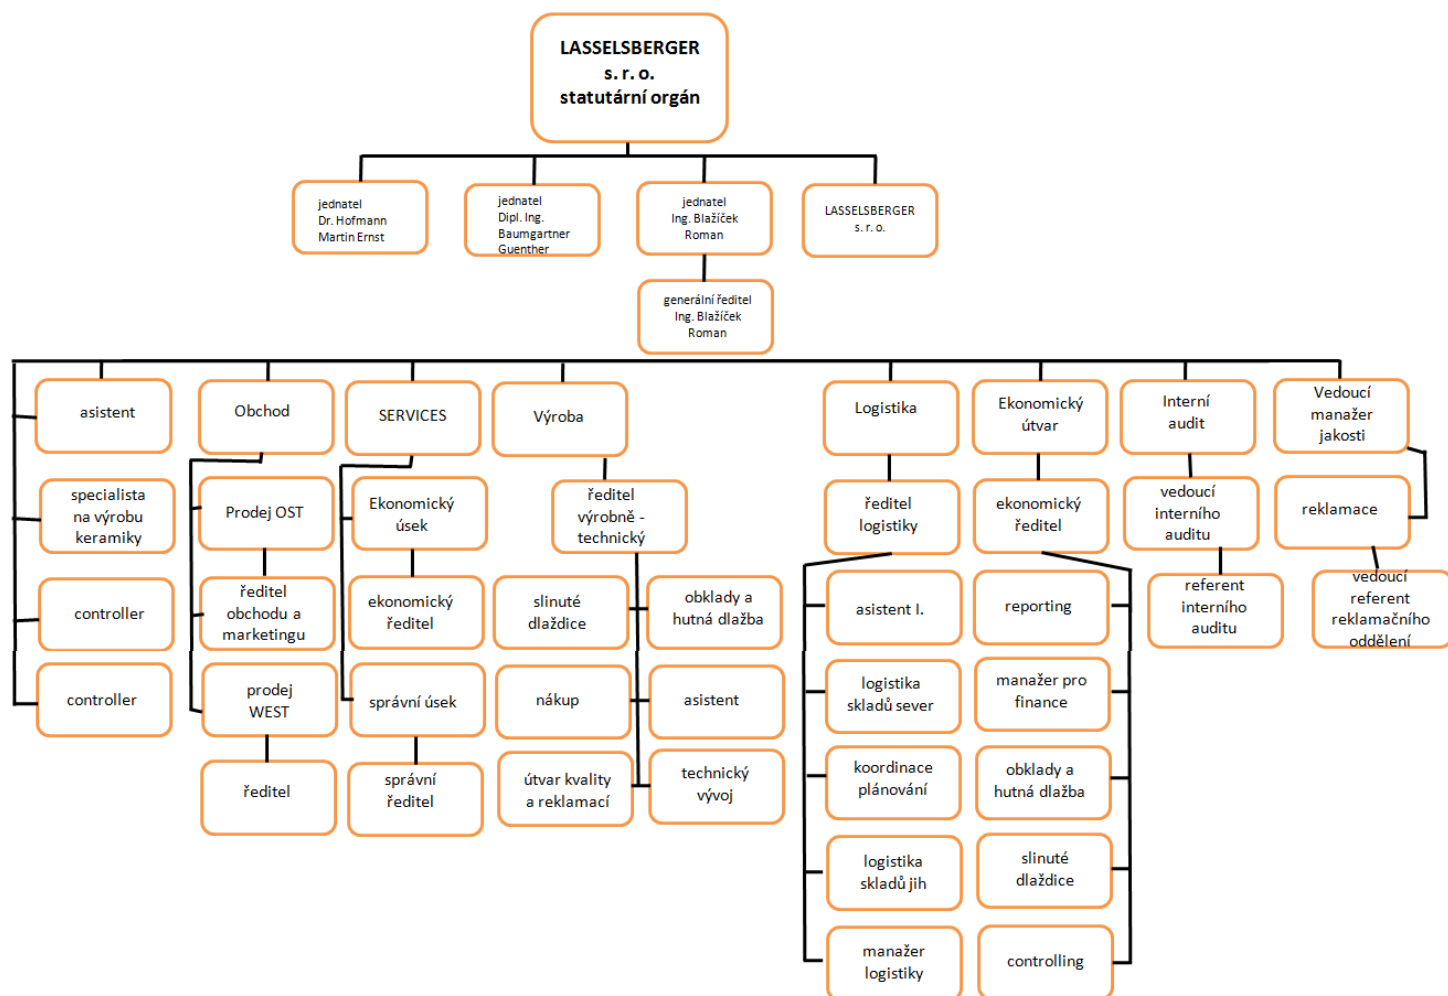 LASSELSBERGER
s. r. o.
statutární orgán
jednatel
Dr. Hofmann
Martin Ernst
jednatel
Dipl. Ing.
Baumgartner
Guenther
jednatel
Ing. Blažíček
Roman
LASSELSBERGER
s. r. o.
generální ředitel
Ing. Blažíček
Roman
asistent
Obchod
SERVICES
Výroba
Logistika
Ekonomický
útvar
Interní
audit
Vedoucí
manažer
jakosti
specialista
na výrobu
keramiky
Prodej OST
Ekonomický
úsek
ředitel
výrobně -
technický
ředitel
logistiky
ekonomický
ředitel
vedoucí
interního
auditu
reklamace
controller
ředitel
obchodu a
marketingu
ekonomický
ředitel
slinuté
dlaždice
obklady a
hutná dlažba
asistent I.
reporting
referent
interního
auditu
vedoucí
referent
reklamačního
oddělení
controller
prodej
WEST
správní úsek
nákup
asistent
logistika
skladů sever
manažer pro
finance
ředitel
správní
ředitel
útvar kvality
a reklamací
technický
vývoj
koordinace
plánování
obklady a
hutná dlažba
logistika
skladů jih
slinuté
dlaždice
manažer
logistiky
controlling